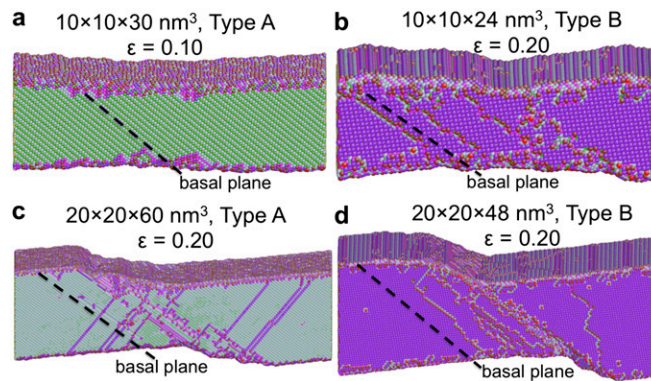 a
10×10×30 nm³, Type A
ε = 0.10
basal plane
b
10×10×24 nm³, Type B
ε = 0.20
basal plane
c
20×20×60 nm³, Type A
ε = 0.20
basal plane
d
20×20×48 nm³, Type B
ε = 0.20
basal plane